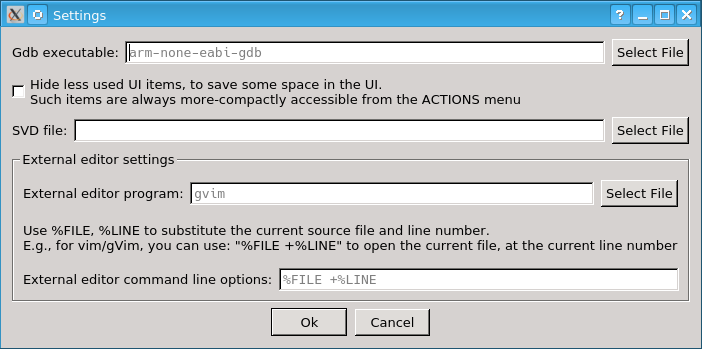 Settings
Gdb executable: arm-none-eabi-gdb Select File
Hide less used UI items, to save some space in the UI.
Such items are always more-compactly accessible from the ACTIONS menu
SVD file: Select File
External editor settings
External editor program: gvim Select File
Use %FILE, %LINE to substitute the current source file and line number.
E.g., for vim/gVim, you can use: "%FILE +%LINE" to open the current file, at the current line number
External editor command line options: %FILE +%LINE
Ok Cancel